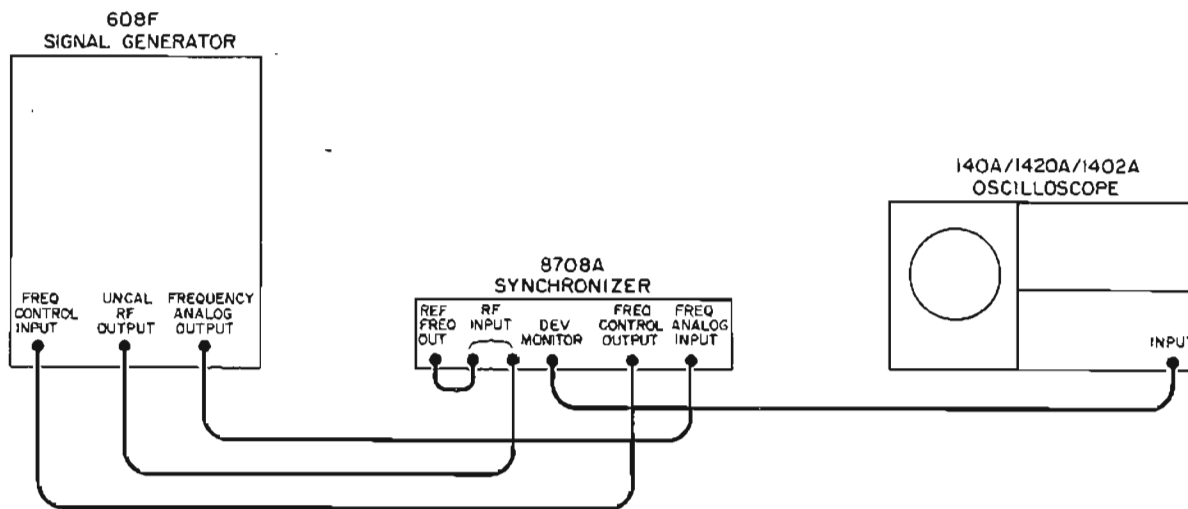 608F
SIGNAL GENERATOR
FREQ
CONTROL
INPUT
UNCAL
RF
OUTPUT
FREQUENCY
ANALOG
OUTPUT
8708A
SYNCHRONIZER
REF
FREQ
OUT
RF
INPUT
DEV
MONITOR
FREQ
CONTROL
OUTPUT
FREQ
ANALOG
INPUT
140A/1420A/1402A
OSCILLOSCOPE
INPUT